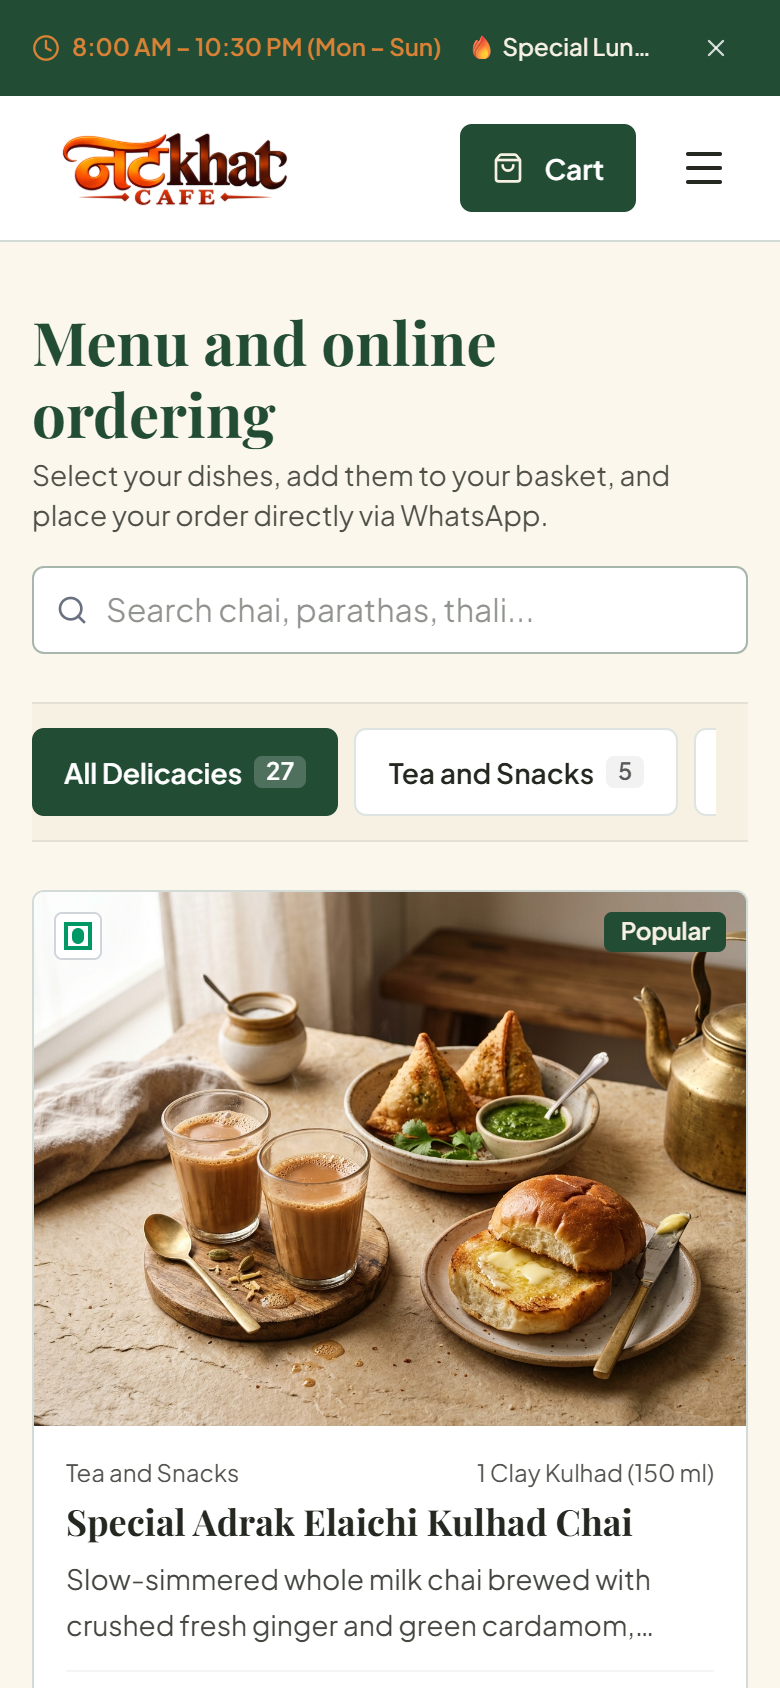 8:00 AM – 10:30 PM (Mon – Sun) 🔥 Special Lun...
नटkhat
CAFE
Cart
Menu and online
ordering
Select your dishes, add them to your basket, and
place your order directly via WhatsApp.
Search chai, parathas, thali...
All Delicacies 27
Tea and Snacks 5
Popular
Tea and Snacks
1 Clay Kulhad (150 ml)
Special Adrak Elaichi Kulhad Chai
Slow-simmered whole milk chai brewed with
crushed fresh ginger and green cardamom,...